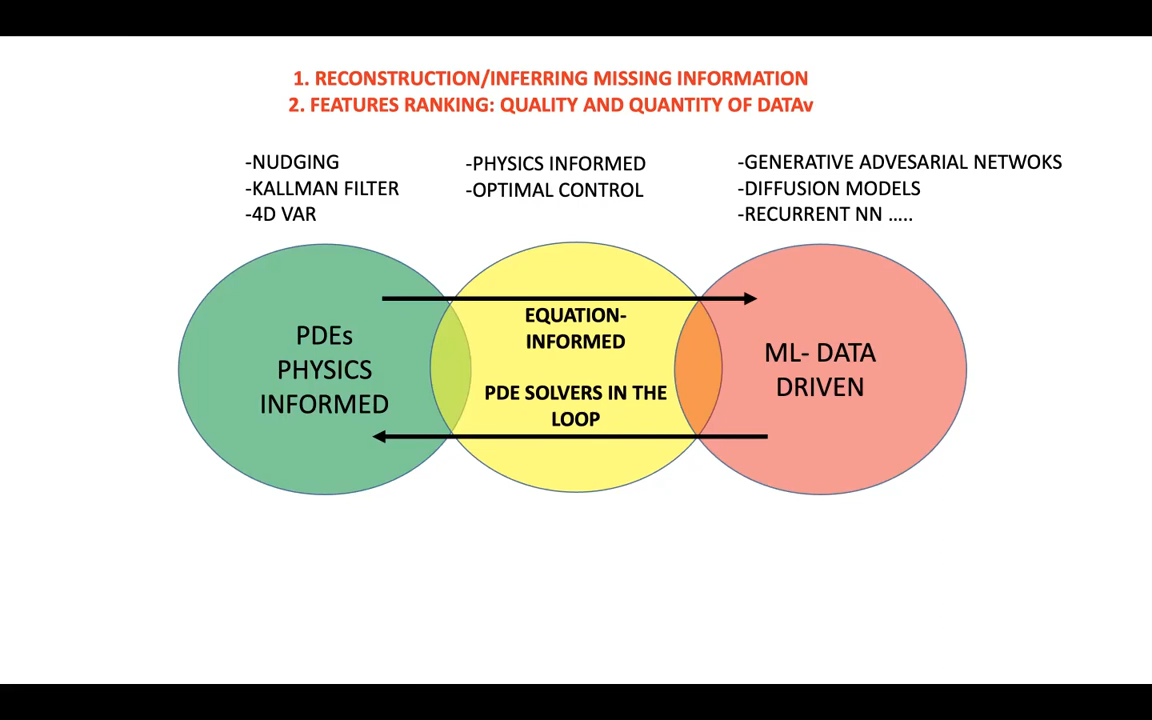 1. RECONSTRUCTION/INFERRING MISSING INFORMATION
2. FEATURES RANKING: QUALITY AND QUANTITY OF DATAv
-NUDGING
-KALLMAN FILTER
-4D VAR
-PHYSICS INFORMED
-OPTIMAL CONTROL
-GENERATIVE ADVESARIAL NETWOKS
-DIFFUSION MODELS
-RECURRENT NN …..
PDEs
PHYSICS
INFORMED
EQUATION-
INFORMED
PDE SOLVERS IN THE
LOOP
ML- DATA
DRIVEN